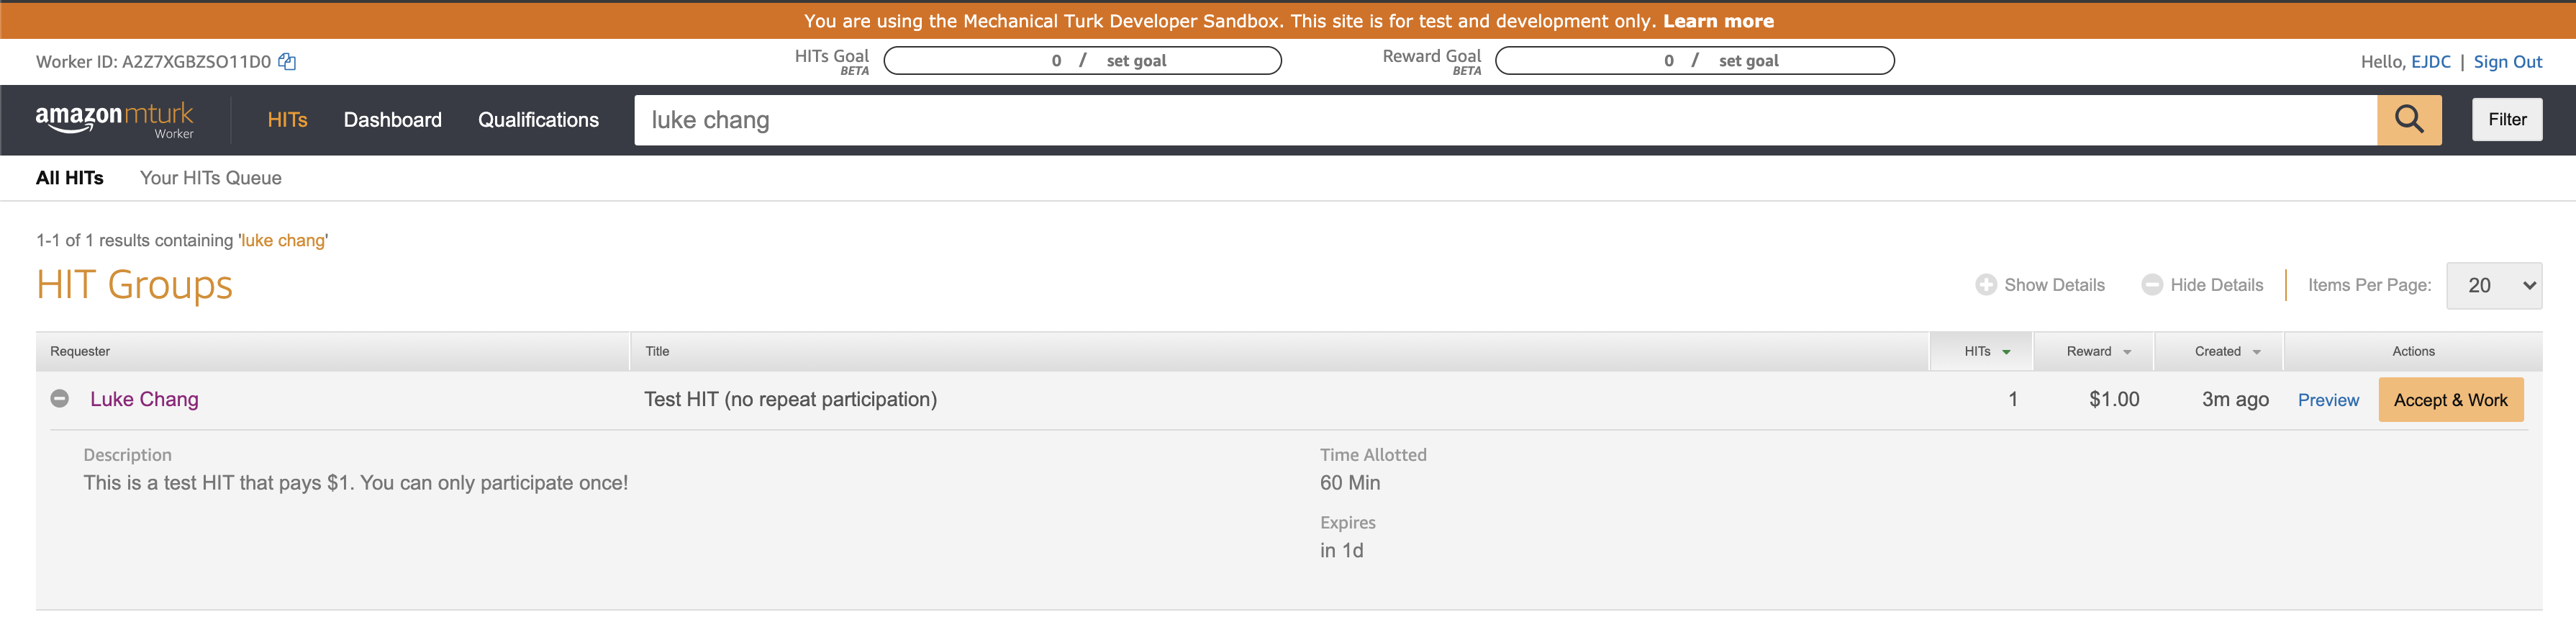 You are using the Mechanical Turk Developer Sandbox. This site is for test and development only. Learn more
Worker ID: A2Z7XGBZSO11D0
HITs Goal
BETA
0 / set goal
Reward Goal
BETA
0 / set goal
Hello, EJDC | Sign Out
amazonmturk
Worker
HITs
Dashboard
Qualifications
luke chang
Filter
All HITs
Your HITs Queue
1-1 of 1 results containing 'luke chang'
HIT Groups
Show Details
Hide Details
Items Per Page:
20
Requester
Title
HITs
Reward
Created
Actions
Luke Chang
Test HIT (no repeat participation)
1
$1.00
3m ago
Preview
Accept & Work
Description
This is a test HIT that pays $1. You can only participate once!
Time Allotted
60 Min
Expires
in 1d